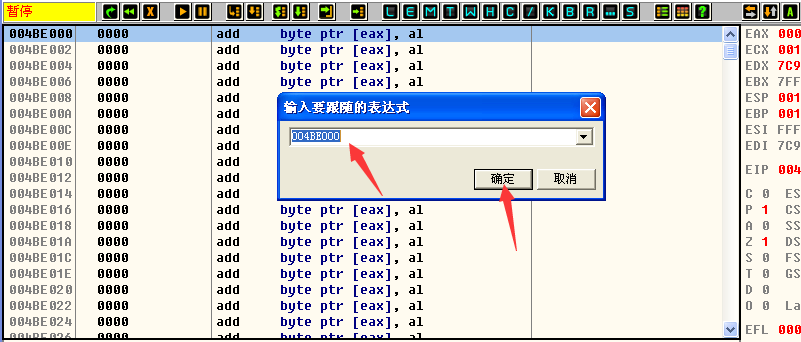 暂停 L E M T W H C / K B R ... S ? A
004BE000 0000 add byte ptr [eax], al EAX 000
004BE002 0000 add byte ptr [eax], al ECX 001
004BE004 0000 add byte ptr [eax], al EDX 7C9
004BE006 0000 add byte ptr [eax], al EBX 7FF
004BE008 0000 add ESP 001
004BE00A 0000 add EBP 001
004BE00C 0000 add ESI FFF
004BE00E 0000 add EDI 7C9
输入要跟随的表达式
004BE000
确定 取消
004BE010 0000 add EIP 004
004BE012 0000 add
004BE014 0000 add C 0 ES
004BE016 0000 add byte ptr [eax], al P 1 CS
004BE018 0000 add byte ptr [eax], al A 0 SS
004BE01A 0000 add byte ptr [eax], al Z 1 DS
004BE01C 0000 add byte ptr [eax], al S 0 FS
004BE01E 0000 add byte ptr [eax], al T 0 GS
004BE020 0000 add byte ptr [eax], al D 0
004BE022 0000 add byte ptr [eax], al O 0 La
004BE024 0000 add byte ptr [eax], al EFL 000
004BE026 0000 add byte ptr [eax], al